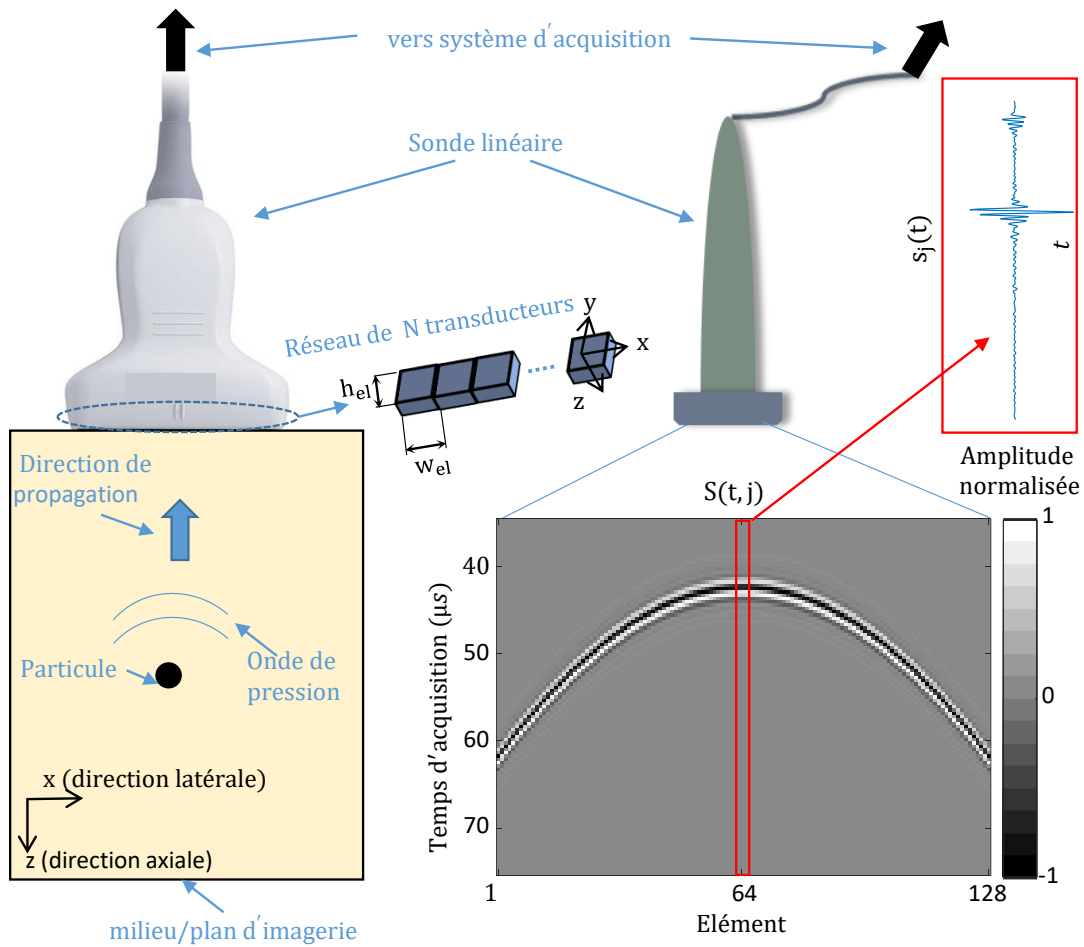 vers système d'acquisition
Sonde linéaire
s_j(t)
t
Réseau de N transducteurs
y
x
z
h_el
w_el
Amplitude
normalisée
Direction de
propagation
Particule
Onde de
pression
x (direction latérale)
z (direction axiale)
milieu/plan d'imagerie
S(t, j)
Temps d'acquisition (μs)
40
50
60
70
1
64
128
Elément
1
0
-1